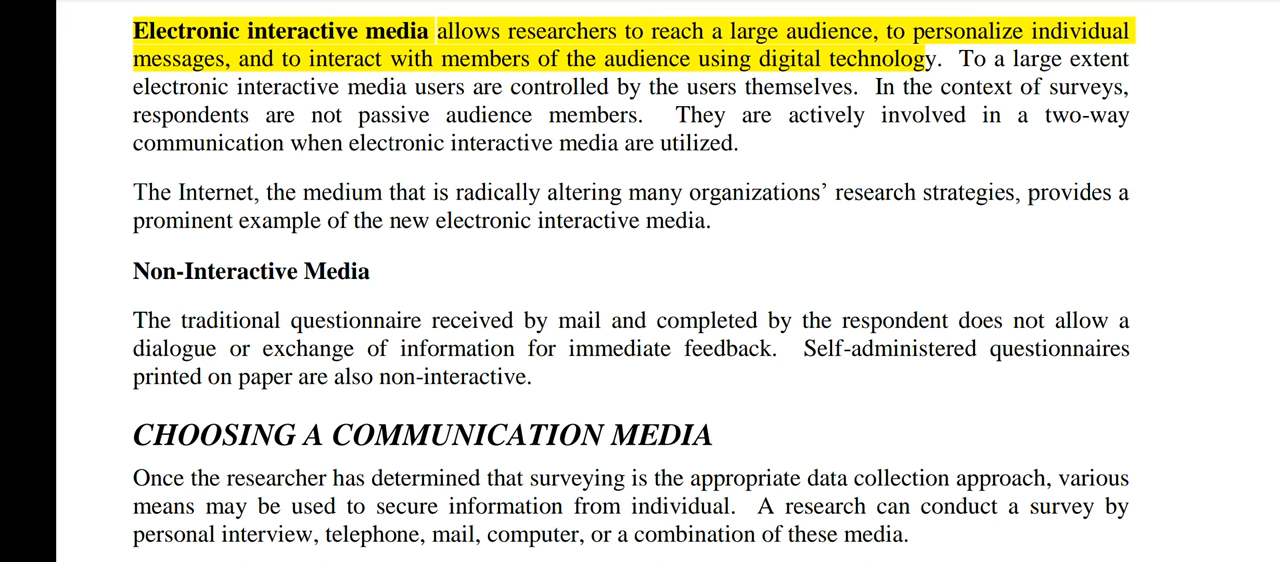 Electronic interactive media allows researchers to reach a large audience, to personalize individual
messages, and to interact with members of the audience using digital technology. To a large extent
electronic interactive media users are controlled by the users themselves. In the context of surveys,
respondents are not passive audience members. They are actively involved in a two-way
communication when electronic interactive media are utilized.
The Internet, the medium that is radically altering many organizations’ research strategies, provides a
prominent example of the new electronic interactive media.
Non-Interactive Media
The traditional questionnaire received by mail and completed by the respondent does not allow a
dialogue or exchange of information for immediate feedback. Self-administered questionnaires
printed on paper are also non-interactive.
CHOOSING A COMMUNICATION MEDIA
Once the researcher has determined that surveying is the appropriate data collection approach, various
means may be used to secure information from individual. A research can conduct a survey by
personal interview, telephone, mail, computer, or a combination of these media.